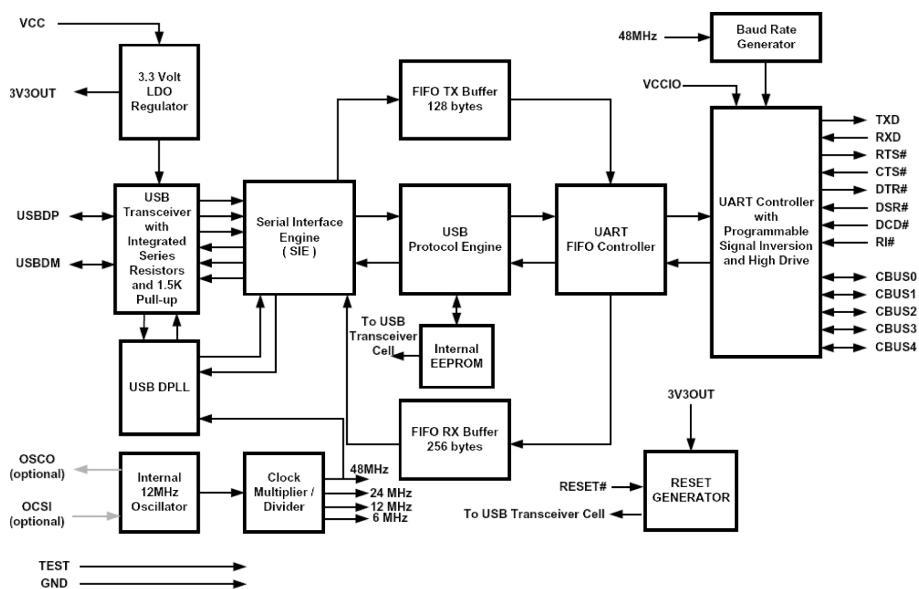 VCC
3V3OUT
3.3 Volt
LDO
Regulator
FIFO TX Buffer
128 bytes
48MHz
Baud Rate
Generator
VCCIO
USBDP
USBDM
USB
Transceiver
with
Integrated
Series
Resistors
and 1.5K
Pull-up
Serial Interface
Engine
( SIE )
USB
Protocol Engine
UART
FIFO Controller
UART Controller
with
Programmable
Signal Inversion
and High Drive
TXD
RXD
RTS#
CTS#
DTR#
DSR#
DCD#
RI#
CBUS0
CBUS1
CBUS2
CBUS3
CBUS4
To USB
Transceiver
Cell
Internal
EEPROM
USB DPLL
FIFO RX Buffer
256 bytes
3V3OUT
OSCO
(optional)
OCSI
(optional)
Internal
12MHz
Oscillator
Clock
Multiplier /
Divider
48MHz
24 MHz
12 MHz
6 MHz
RESET#
To USB Transceiver Cell
RESET
GENERATOR
TEST
GND